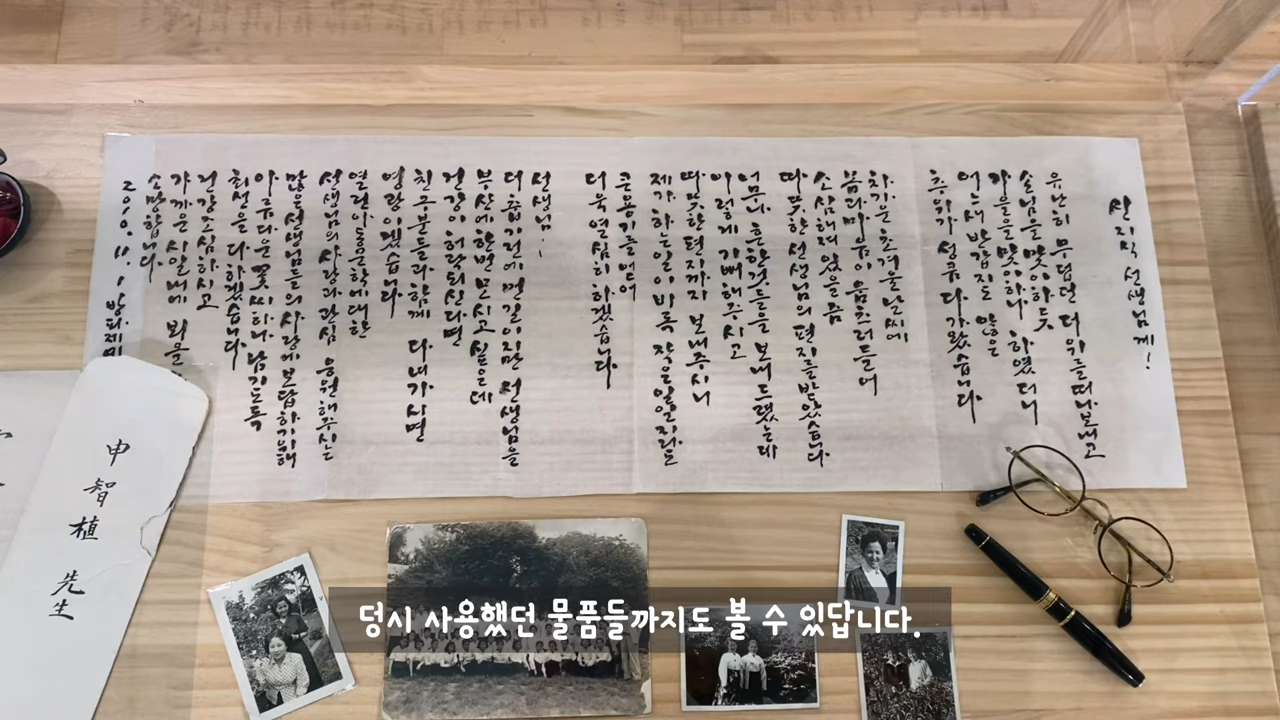 신지식 선생님께!
유난히 무덥던 더위를 떠나보내고
손님을 맞이하듯
가을을 맞이하나 하였더니
어느새 반갑지도 않은
추위가 성큼 다가왔습니다.
차가운 초겨울 날씨에
몸과 마음이 움츠러들어
소심해져 있을 즘
따뜻한 선생님의 편지를 받았습니다.
너무나 흔한것들을 보내드렸는데
이렇게 기뻐해주시고
따뜻한 편지까지 보내주시니
제가 하는 일이 비록 작은 일일지라도
큰 용기를 얻어
더욱 열심히 하겠습니다.
선생님!
더 춥기전에 먼길이지만 선생님을
부산에 한번 모시고 싶은데
건강이 허락되신다면
친구분들과 함께 다녀가시면
영광이겠습니다
열린아동문학에 대한
선생님의 사랑과 관심 응원해주신
많은 선생님들의 사랑에 보답하기위해
아름다운 꽃씨하나 남기도록
최선을 다하겠습니다.
건강조심하시고
가까운 시일내에 뵈올
소망합니다.
2010. 11. 1
申智植 先生
덩시 사용했던 물품들까지도 볼 수 있답니다.